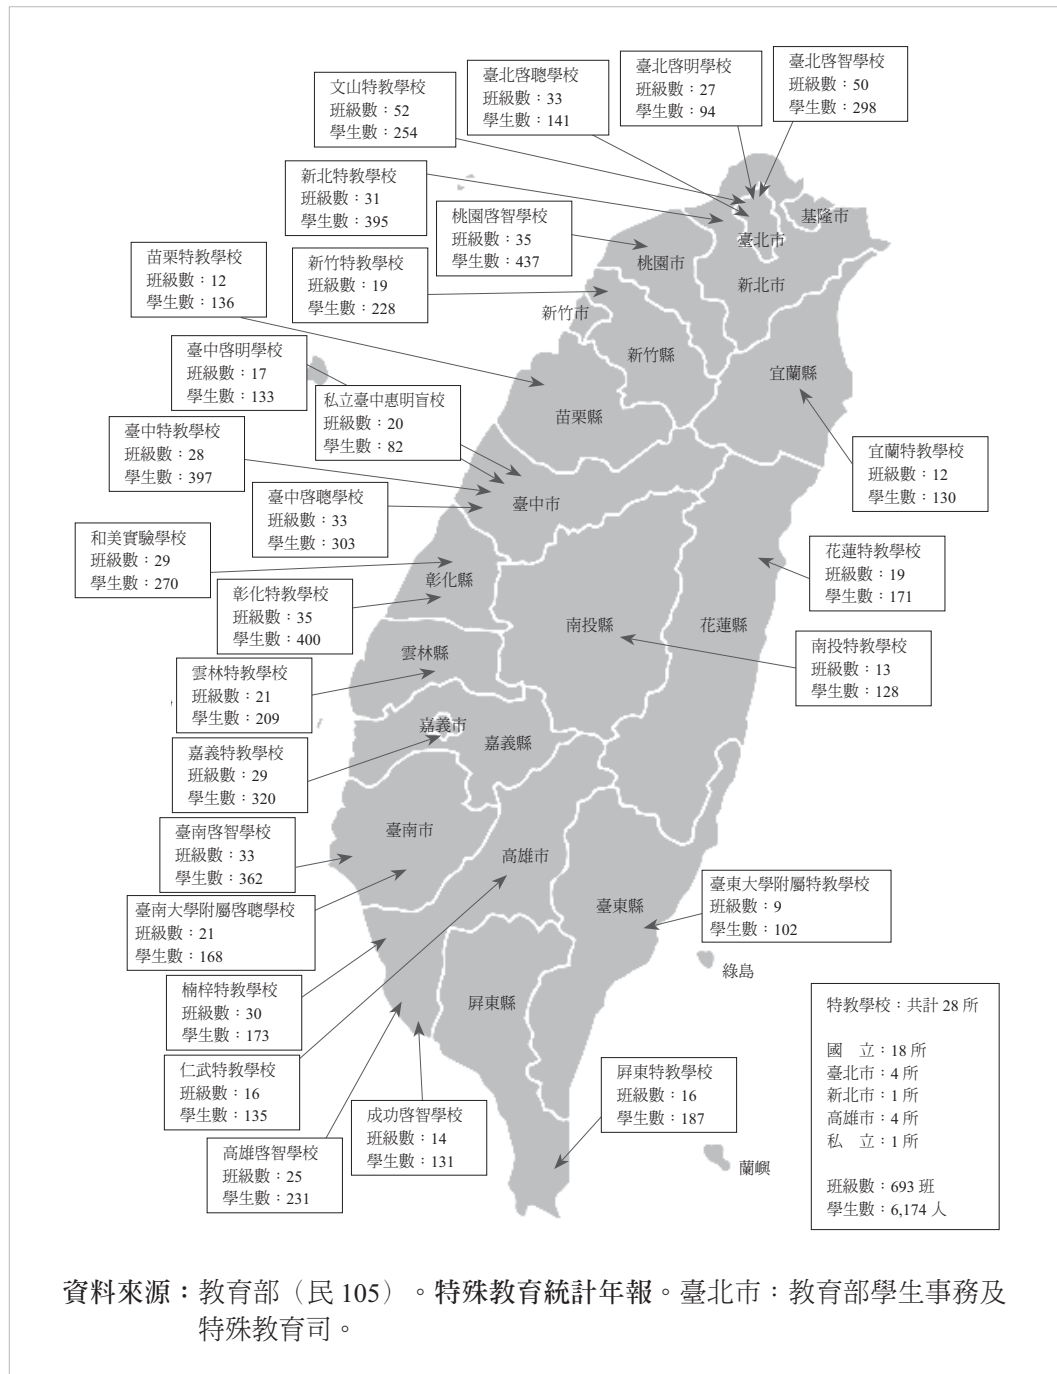 文山特教學校
班級數：52
學生數：254
臺北啓聰學校
班級數：33
學生數：141
臺北啓明學校
班級數：27
學生數：94
臺北啓智學校
班級數：50
學生數：298
新北特教學校
班級數：31
學生數：395
桃園啓智學校
班級數：35
學生數：437
苗栗特教學校
班級數：12
學生數：136
新竹特教學校
班級數：19
學生數：228
臺中啓明學校
班級數：17
學生數：133
私立臺中惠明盲校
班級數：20
學生數：82
臺中特教學校
班級數：28
學生數：397
臺中啓聰學校
班級數：33
學生數：303
和美實驗學校
班級數：29
學生數：270
彰化特教學校
班級數：35
學生數：400
雲林特教學校
班級數：21
學生數：209
嘉義特教學校
班級數：29
學生數：320
臺南啓智學校
班級數：33
學生數：362
臺南大學附屬啓聰學校
班級數：21
學生數：168
楠梓特教學校
班級數：30
學生數：173
仁武特教學校
班級數：16
學生數：135
高雄啓智學校
班級數：25
學生數：231
成功啓智學校
班級數：14
學生數：131
屏東特教學校
班級數：16
學生數：187
臺東大學附屬特教學校
班級數：9
學生數：102
南投特教學校
班級數：13
學生數：128
花蓮特教學校
班級數：19
學生數：171
宜蘭特教學校
班級數：12
學生數：130
基隆市
臺北市
新北市
桃園市
新竹市
新竹縣
宜蘭縣
苗栗縣
臺中市
彰化縣
南投縣
花蓮縣
雲林縣
嘉義市
嘉義縣
臺南市
高雄市
臺東縣
屏東縣
綠島
蘭嶼
特教學校：共計 28 所
國　立：18 所
臺北市：4 所
新北市：1 所
高雄市：4 所
私　立：1 所
班級數：693 班
學生數：6,174 人
資料來源：教育部（民 105）。特殊教育統計年報。臺北市：教育部學生事務及
特殊教育司。